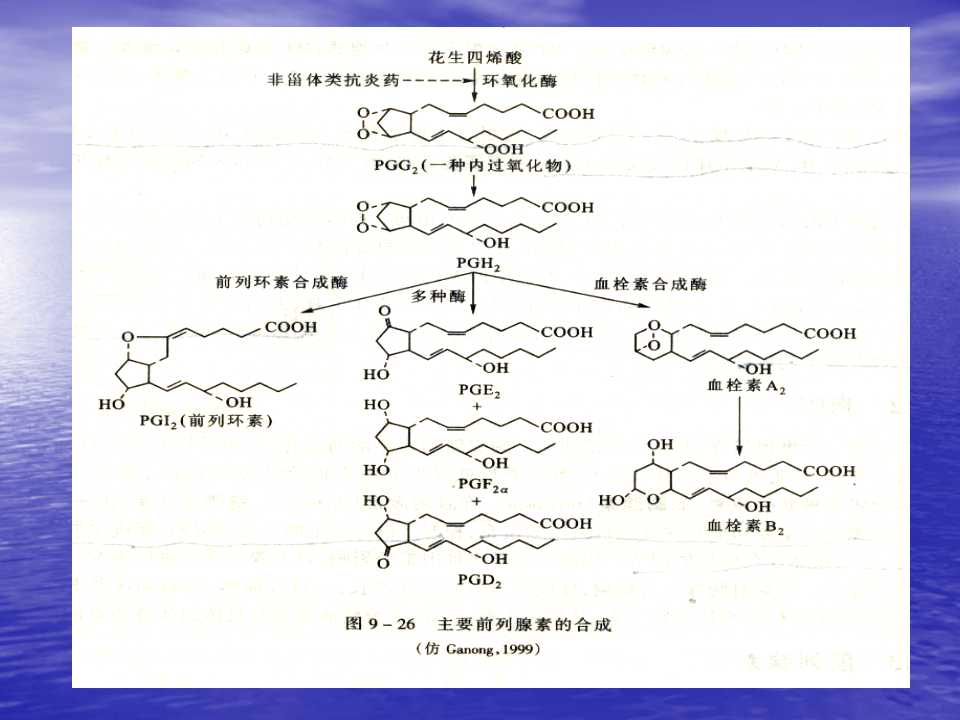 花生四烯酸
非甾体类抗炎药 环氧化酶
O
O
COOH
OOH
PGG₂(一种内过氧化物)
O
O
COOH
OH
PGH₂
前列环素合成酶
多种酶
血栓素合成酶
O
COOH
HO
OH
PGI₂(前列环素)
O
COOH
HO
OH
PGE₂
+
HO
COOH
HO
OH
PGF₂α
+
HO
COOH
O
OH
PGD₂
O
O
COOH
OH
血栓素A₂
OH
COOH
HO
O
OH
血栓素B₂
图 9-26 主要前列腺素的合成
(仿 Ganong,1999)